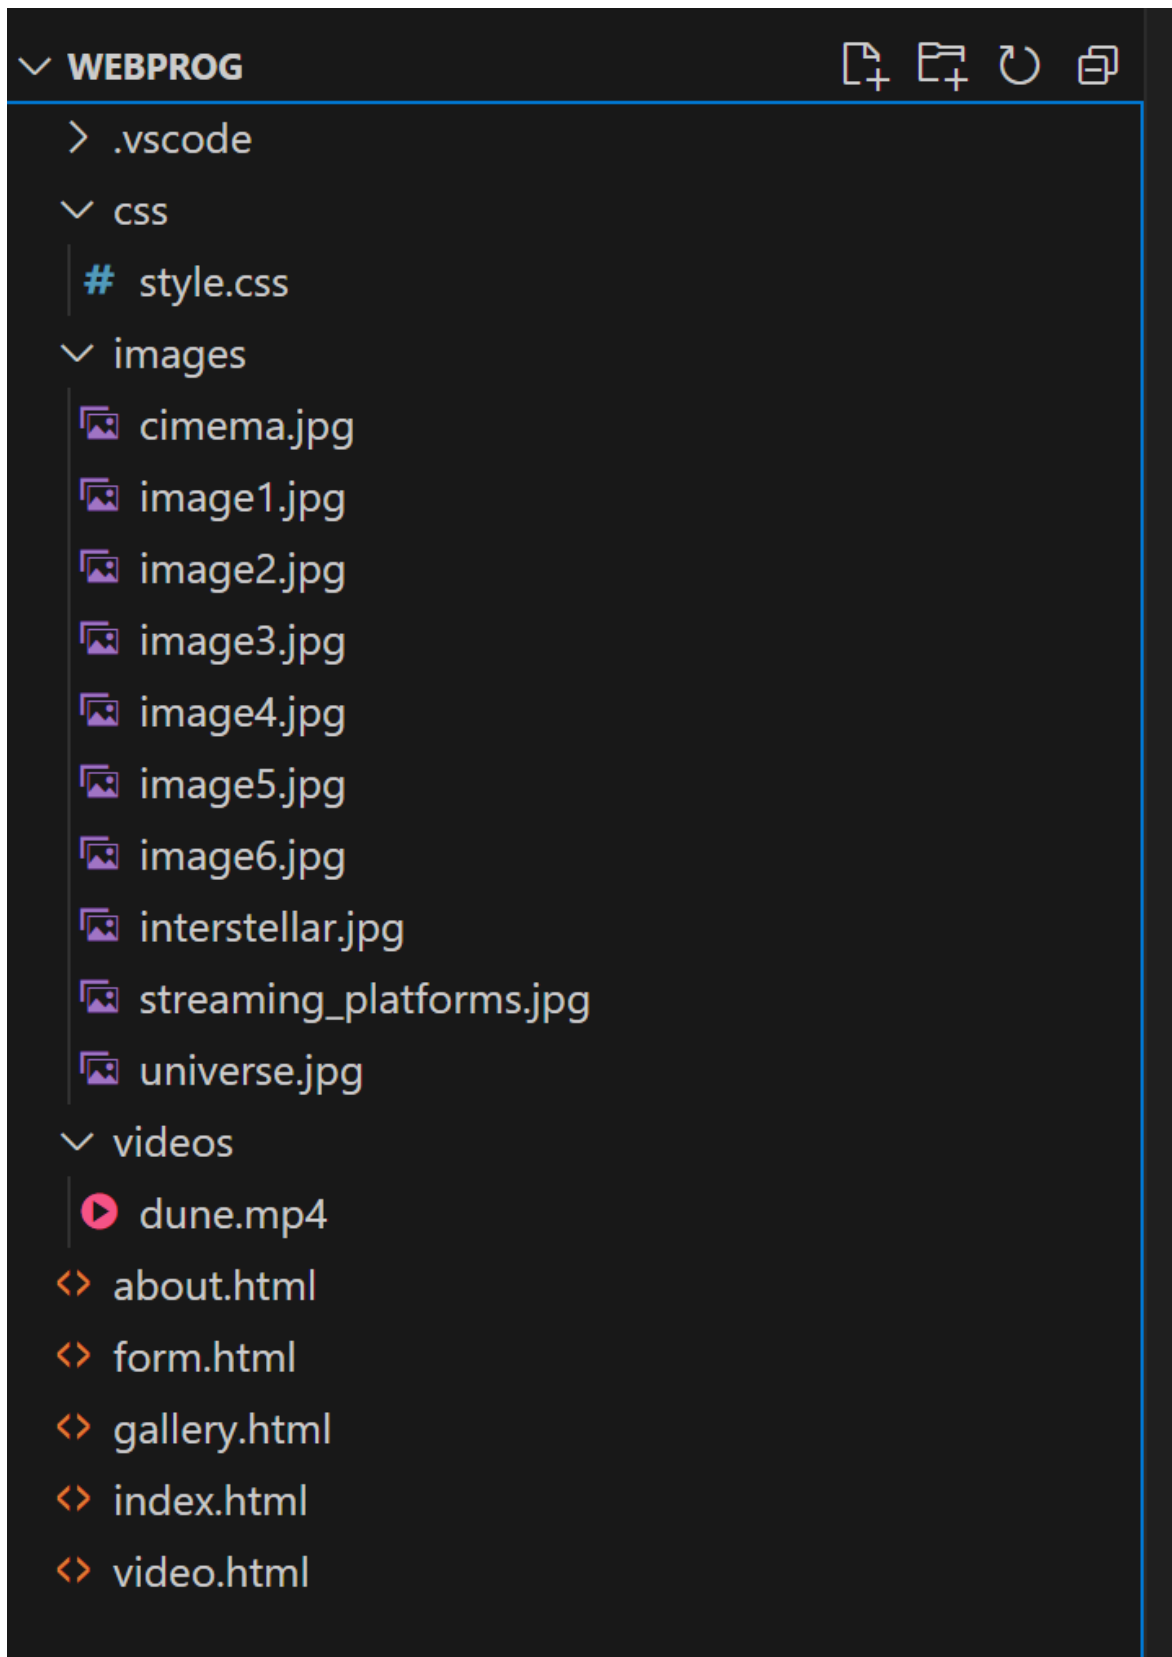 WEBPROG
.vscode
css
# style.css
images
cimema.jpg
image1.jpg
image2.jpg
image3.jpg
image4.jpg
image5.jpg
image6.jpg
interstellar.jpg
streaming_platforms.jpg
universe.jpg
videos
dune.mp4
<> about.html
<> form.html
<> gallery.html
<> index.html
<> video.html